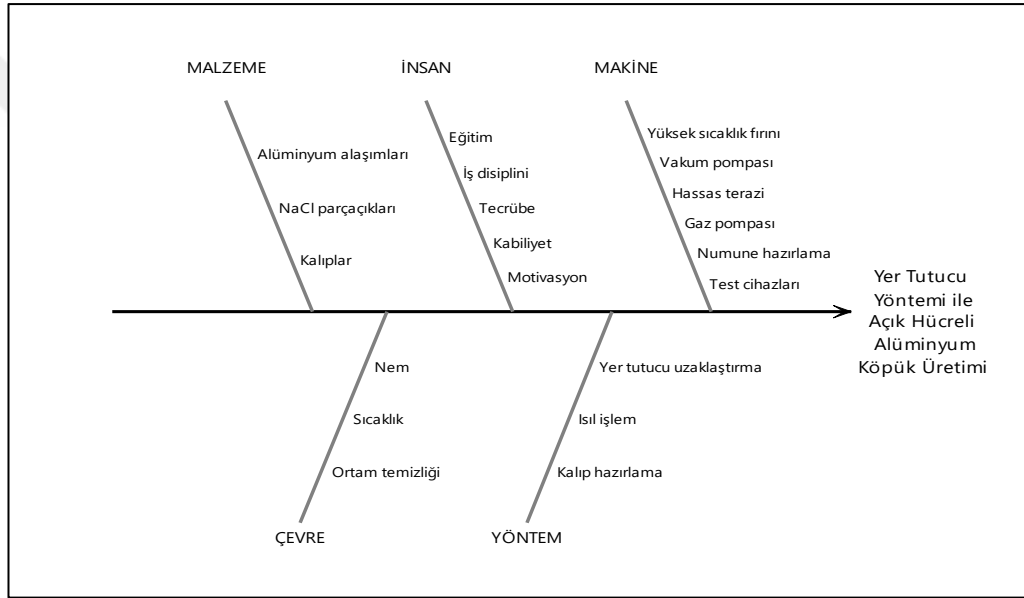 MALZEME
İNSAN
MAKİNE
Alüminyum alaşımları
NaCl parçaçıkları
Kalıplar
Eğitim
İş disiplini
Tecrübe
Kabiliyet
Motivasyon
Yüksek sıcaklık fırını
Vakum pompası
Hassas terazi
Gaz pompası
Numune hazırlama
Test cihazları
Yer Tutucu
Yöntemi ile
Açık Hücreli
Alüminyum
Köpük Üretimi
Nem
Sıcaklık
Ortam temizliği
Yer tutucu uzaklaştırma
Isıl işlem
Kalıp hazırlama
ÇEVRE
YÖNTEM